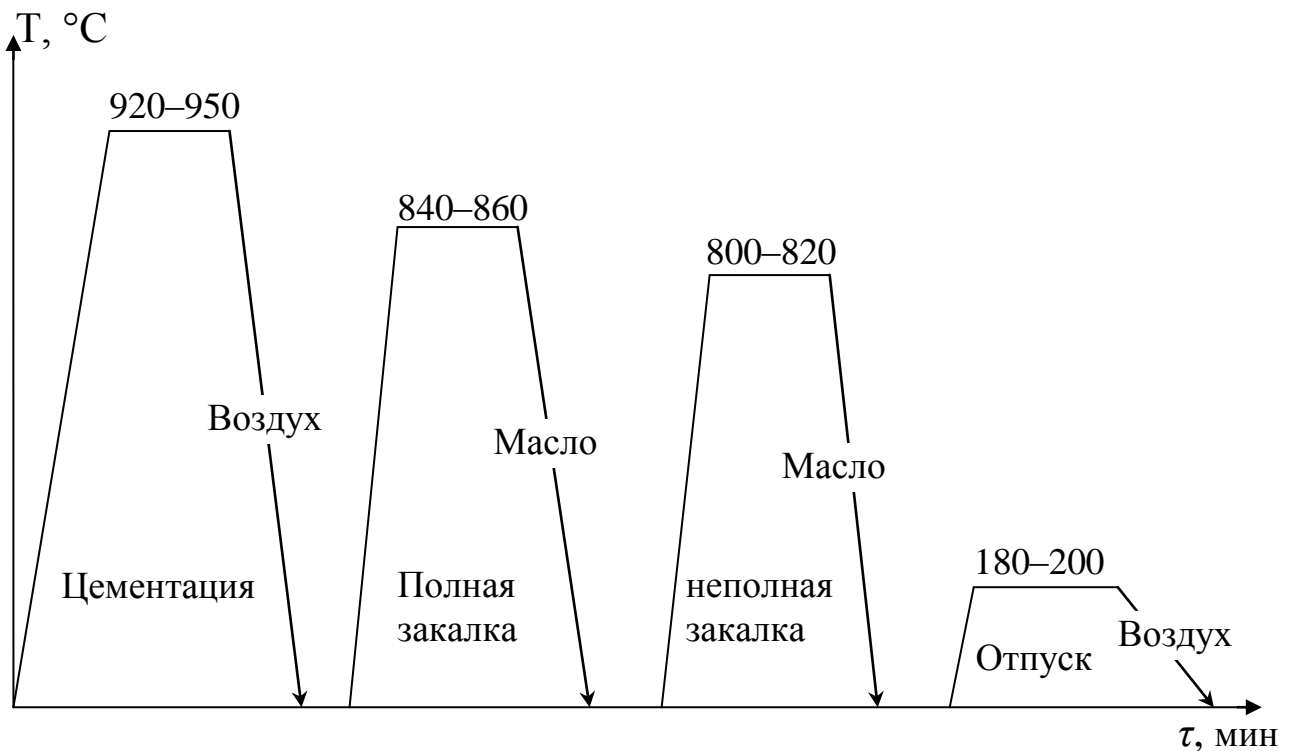 T, °C
920–950
840–860
800–820
180–200
Воздух
Масло
Масло
Воздух
Цементация
Полная
закалка
неполная
закалка
Отпуск
τ, мин